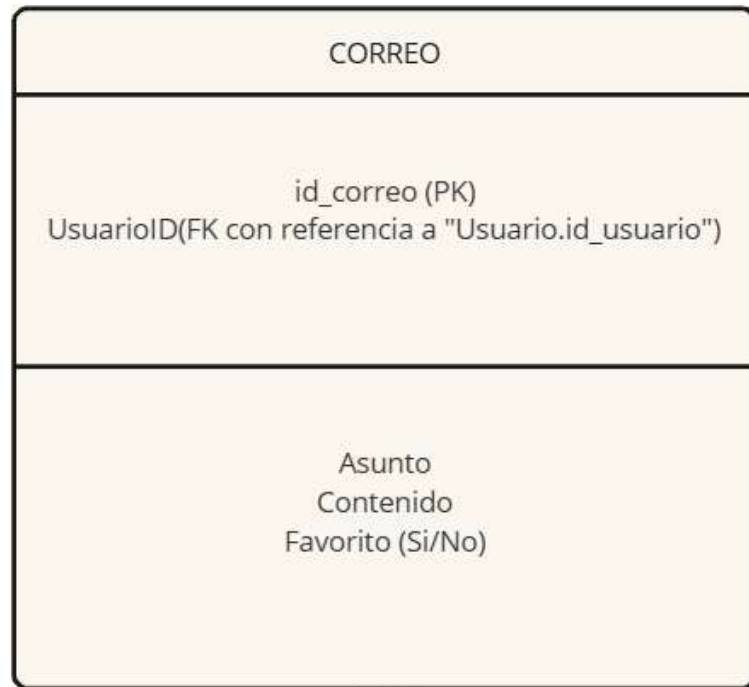 CORREO
id_correo (PK)
UsuarioID(FK con referencia a "Usuario.id_usuario")
Asunto
Contenido
Favorito (Si/No)